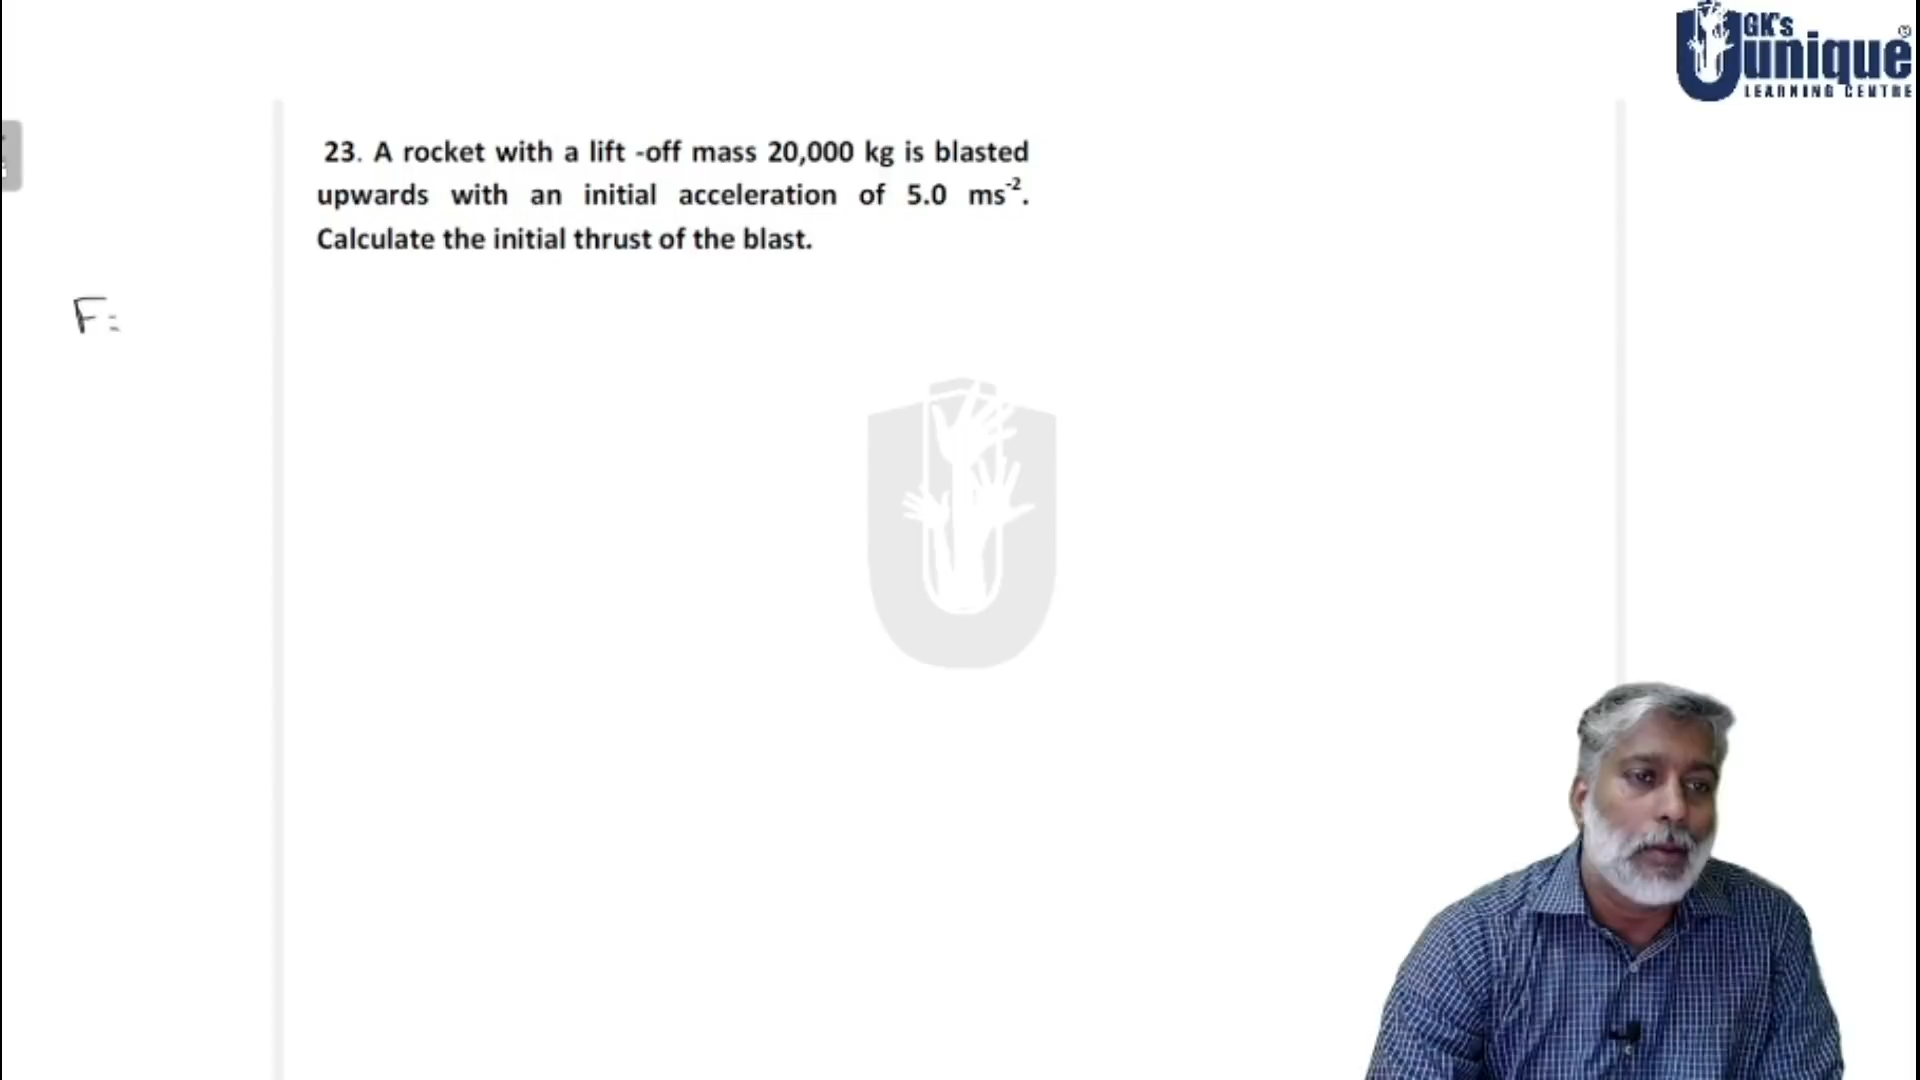 GK's
unique
LEARNING CENTRE
23. A rocket with a lift -off mass 20,000 kg is blasted
upwards with an initial acceleration of 5.0 ms⁻².
Calculate the initial thrust of the blast.
F=